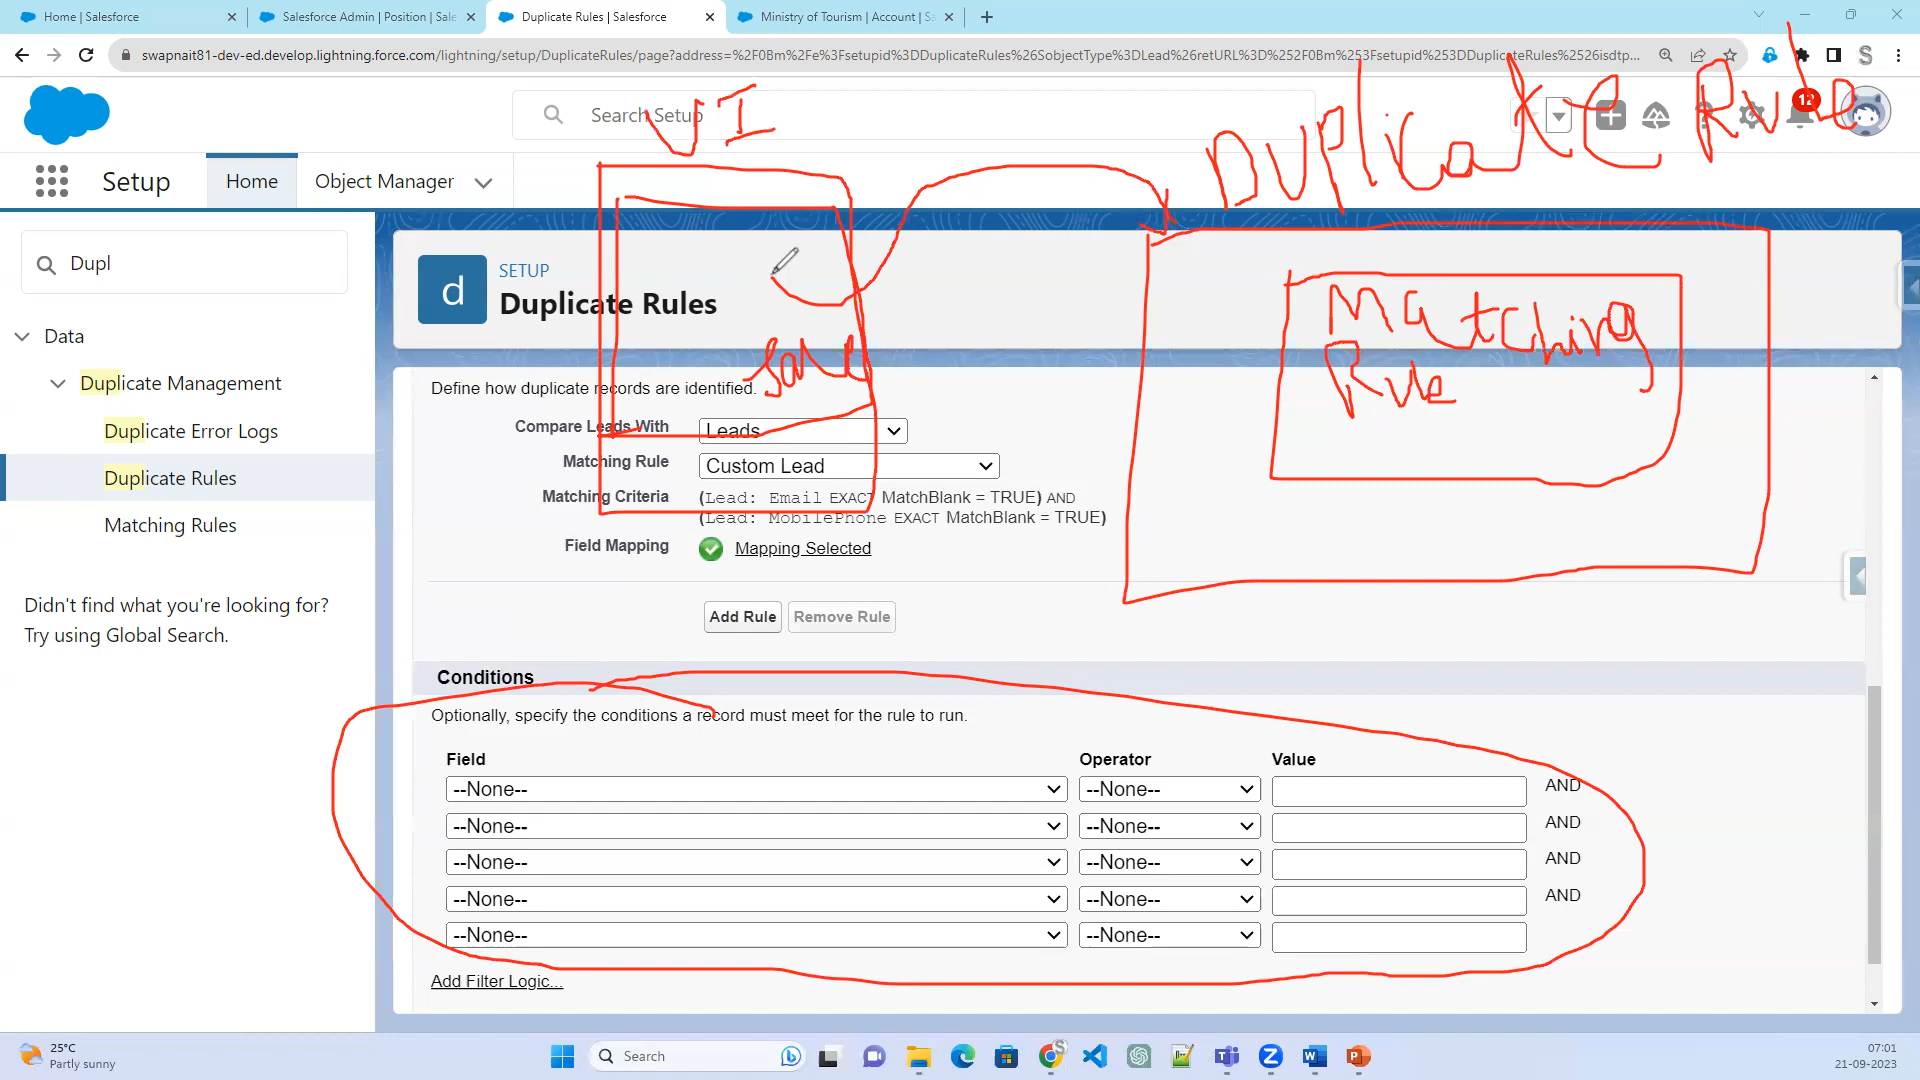 Home | Salesforce
Salesforce Admin | Position | Sale
Duplicate Rules | Salesforce
Ministry of Tourism | Account | Sa
swapnait81-dev-ed.develop.lightning.force.com/lightning/setup/DuplicateRules/page?address=%2F0Bm%2Fe%3Fsetupid%3DDuplicateRules%26SobjectType%3DLead%26retURL%3D%252F0Bm%253Fsetupid%253DDuplicateRules%2526isdtp...
S
UI
Search Setup
Duplicate Rule
12
Setup
Home
Object Manager
Dupl
Data
Duplicate Management
Duplicate Error Logs
Duplicate Rules
Matching Rules
Didn't find what you're looking for?
Try using Global Search.
d
SETUP
Duplicate Rules
Save
Matching
Rule
Define how duplicate records are identified.
Compare Leads With
Leads
Matching Rule
Custom Lead
Matching Criteria
(Lead: Email EXACT MatchBlank = TRUE) AND
(Lead: MobilePhone EXACT MatchBlank = TRUE)
Field Mapping
Mapping Selected
Add Rule
Remove Rule
Conditions
Optionally, specify the conditions a record must meet for the rule to run.
Field Operator Value
--None-- --None-- AND
--None-- --None-- AND
--None-- --None-- AND
--None-- --None-- AND
--None-- --None--
Add Filter Logic...
25°C
Partly sunny
Search
07:01
21-09-2023